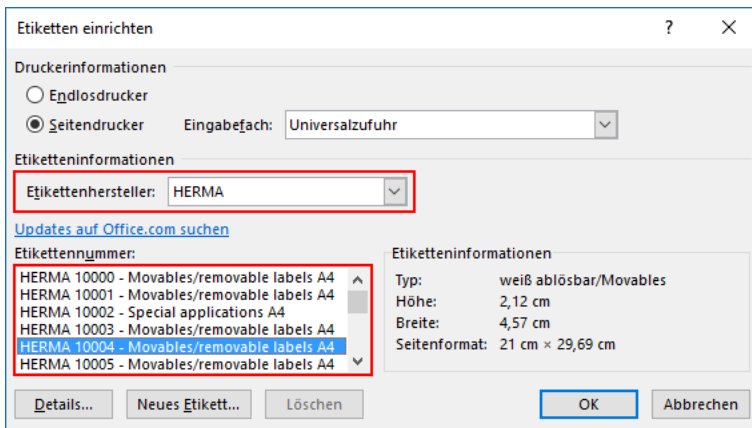 Etiketten einrichten
?
Druckerinformationen
Endlosdrucker
Seitendrucker Eingabefach: Universalzufuhr
Etiketteninformationen
Etikettenhersteller: HERMA
Updates auf Office.com suchen
Etikettennummer:
HERMA 10000 - Movables/removable labels A4
HERMA 10001 - Movables/removable labels A4
HERMA 10002 - Special applications A4
HERMA 10003 - Movables/removable labels A4
HERMA 10004 - Movables/removable labels A4
HERMA 10005 - Movables/removable labels A4
Etiketteninformationen
Typ: weiß ablösbar/Movables
Höhe: 2,12 cm
Breite: 4,57 cm
Seitenformat: 21 cm × 29,69 cm
Details... Neues Etikett... Löschen OK Abbrechen